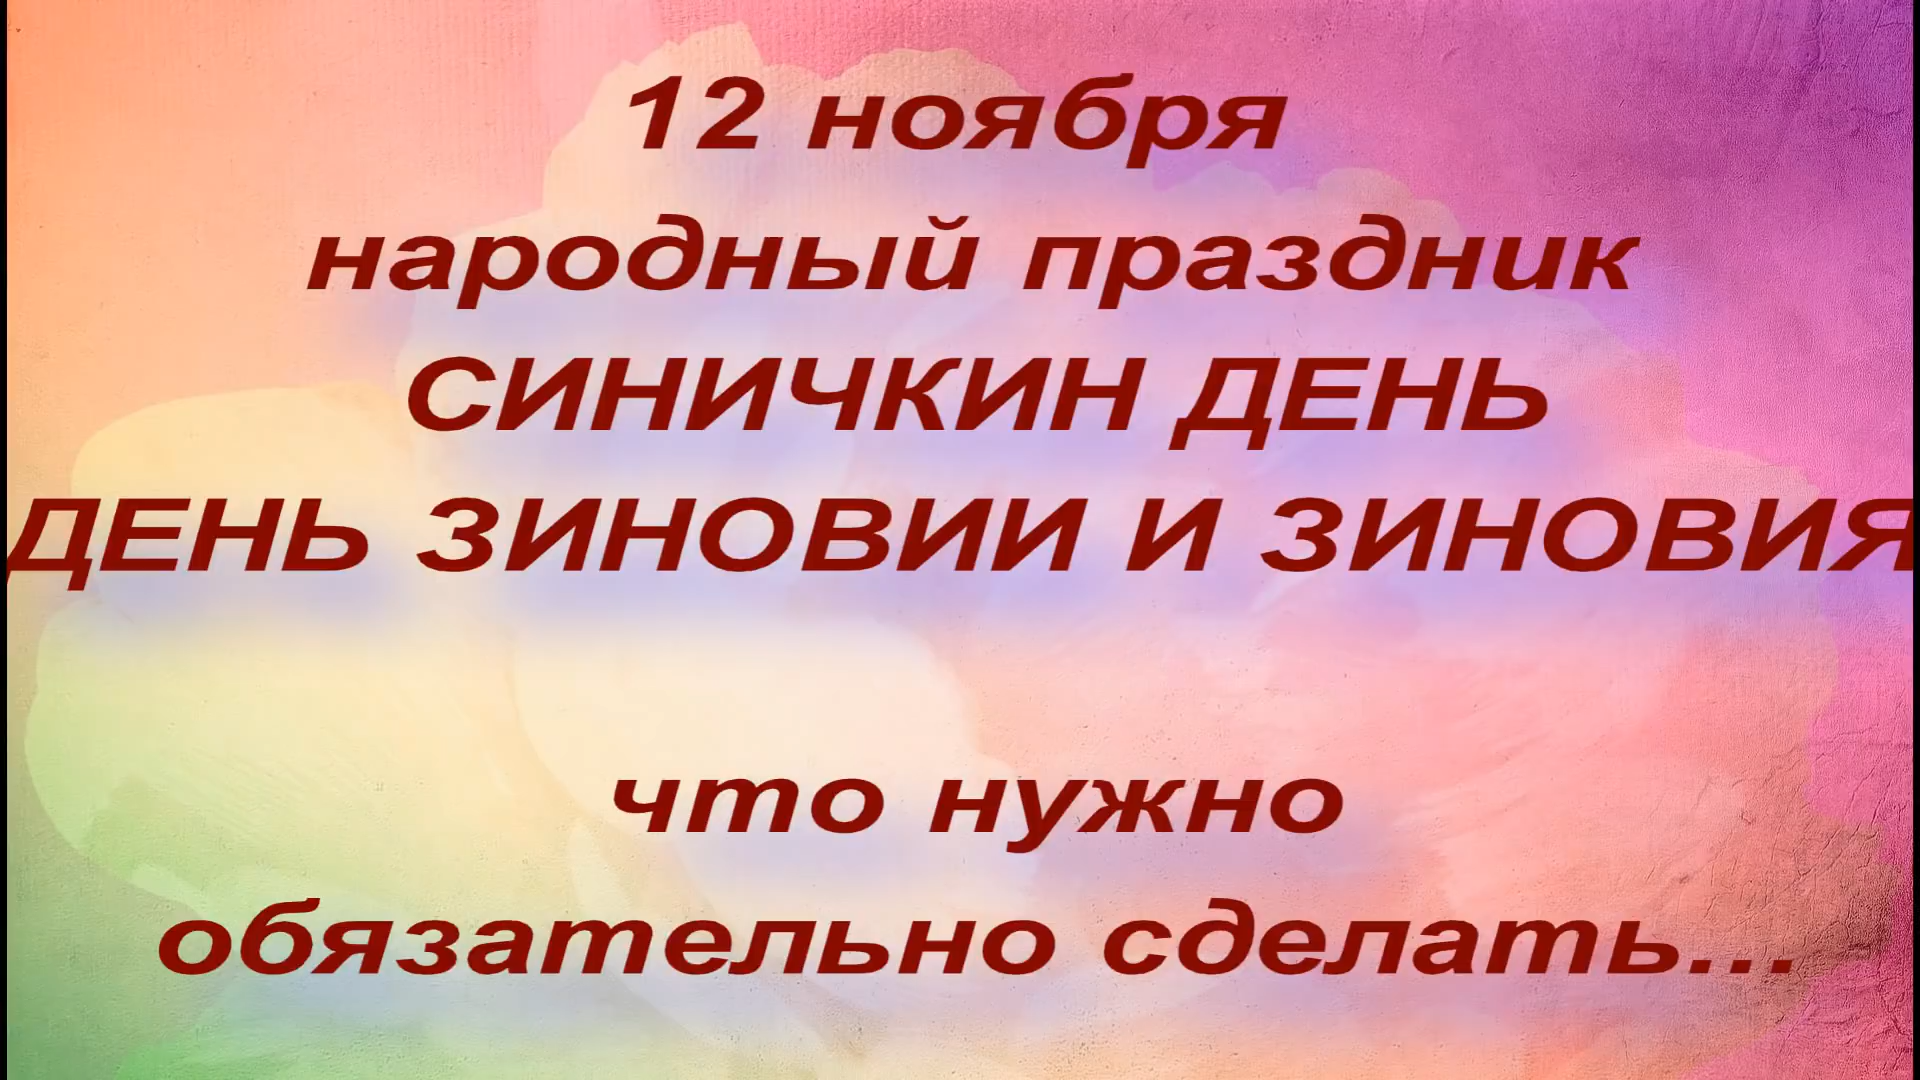 12 ноября
народный праздник
СИНИЧКИН ДЕНЬ
ДЕНЬ ЗИНОВИИ И ЗИНОВИЯ
что нужно
обязательно сделать...